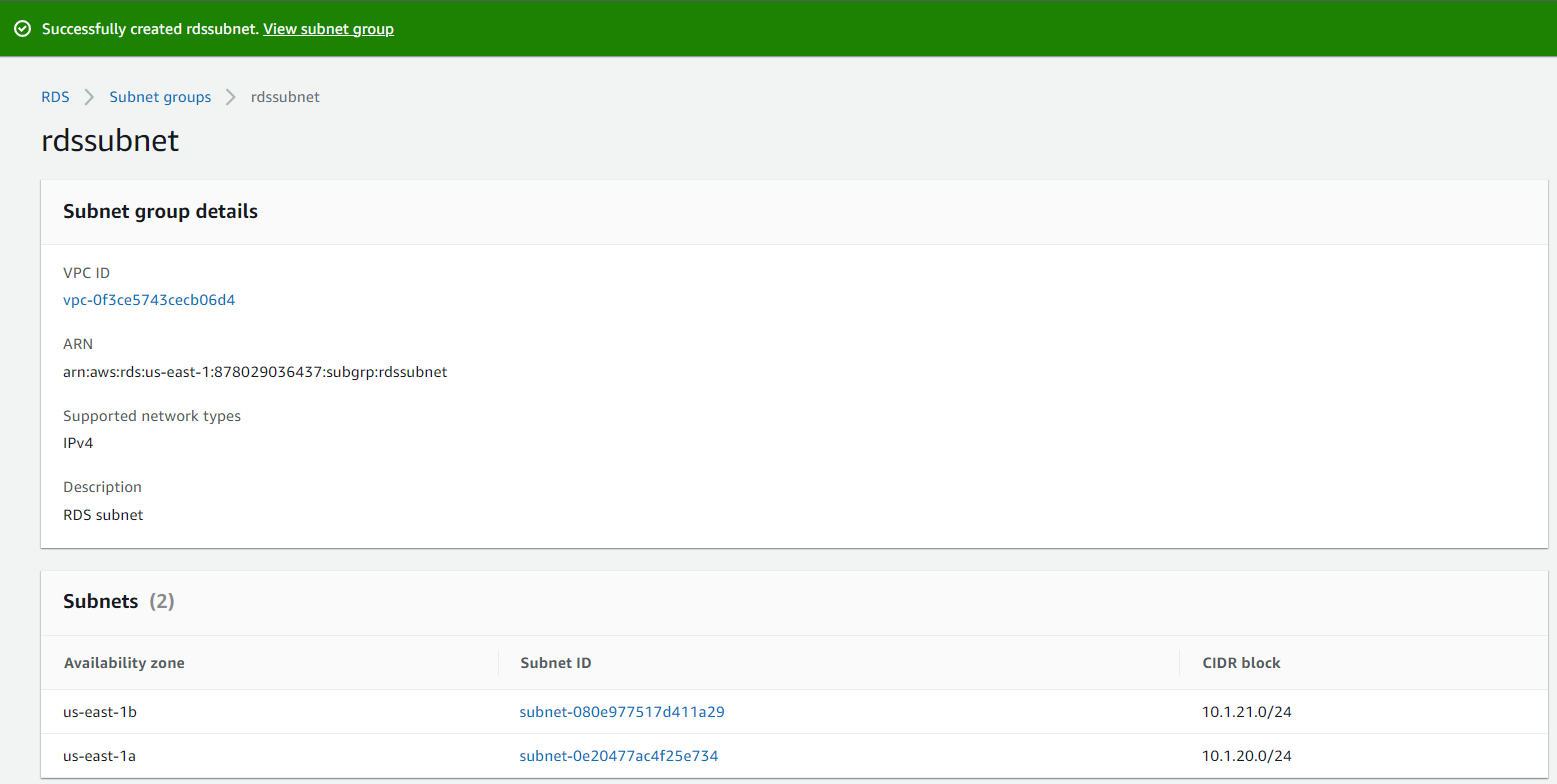 Successfully created rdssubnet. View subnet group
RDS Subnet groups rdssubnet
rdssubnet
Subnet group details
VPC ID
vpc-0f3ce5743cecb06d4
ARN
arn:aws:rds:us-east-1:878029036437:subgrp:rdssubnet
Supported network types
IPv4
Description
RDS subnet
Subnets (2)
Availability zone Subnet ID CIDR block
us-east-1b subnet-080e977517d411a29 10.1.21.0/24
us-east-1a subnet-0e20477ac4f25e734 10.1.20.0/24